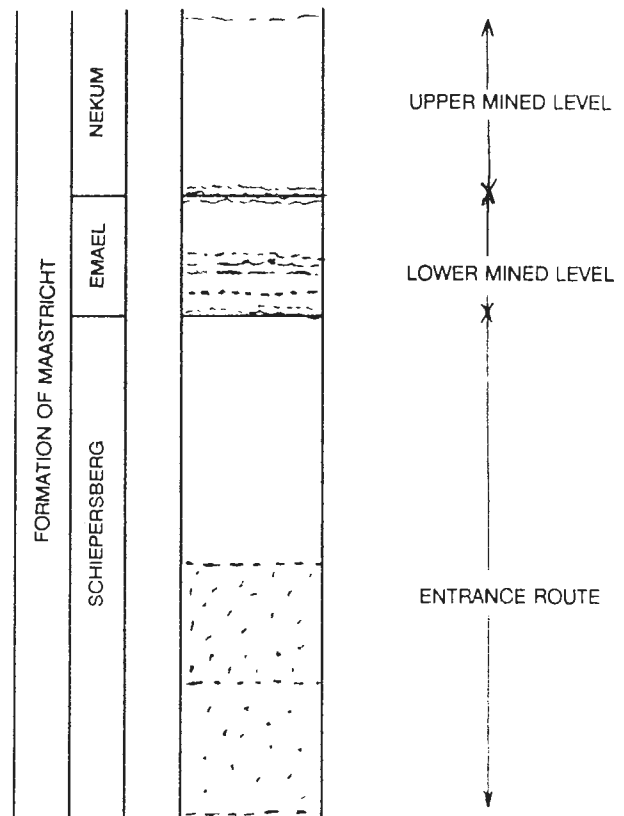 FORMATION OF MAASTRICHT
NEKUM
EMAEL
SCHIEPERSBERG
UPPER MINED LEVEL
LOWER MINED LEVEL
ENTRANCE ROUTE